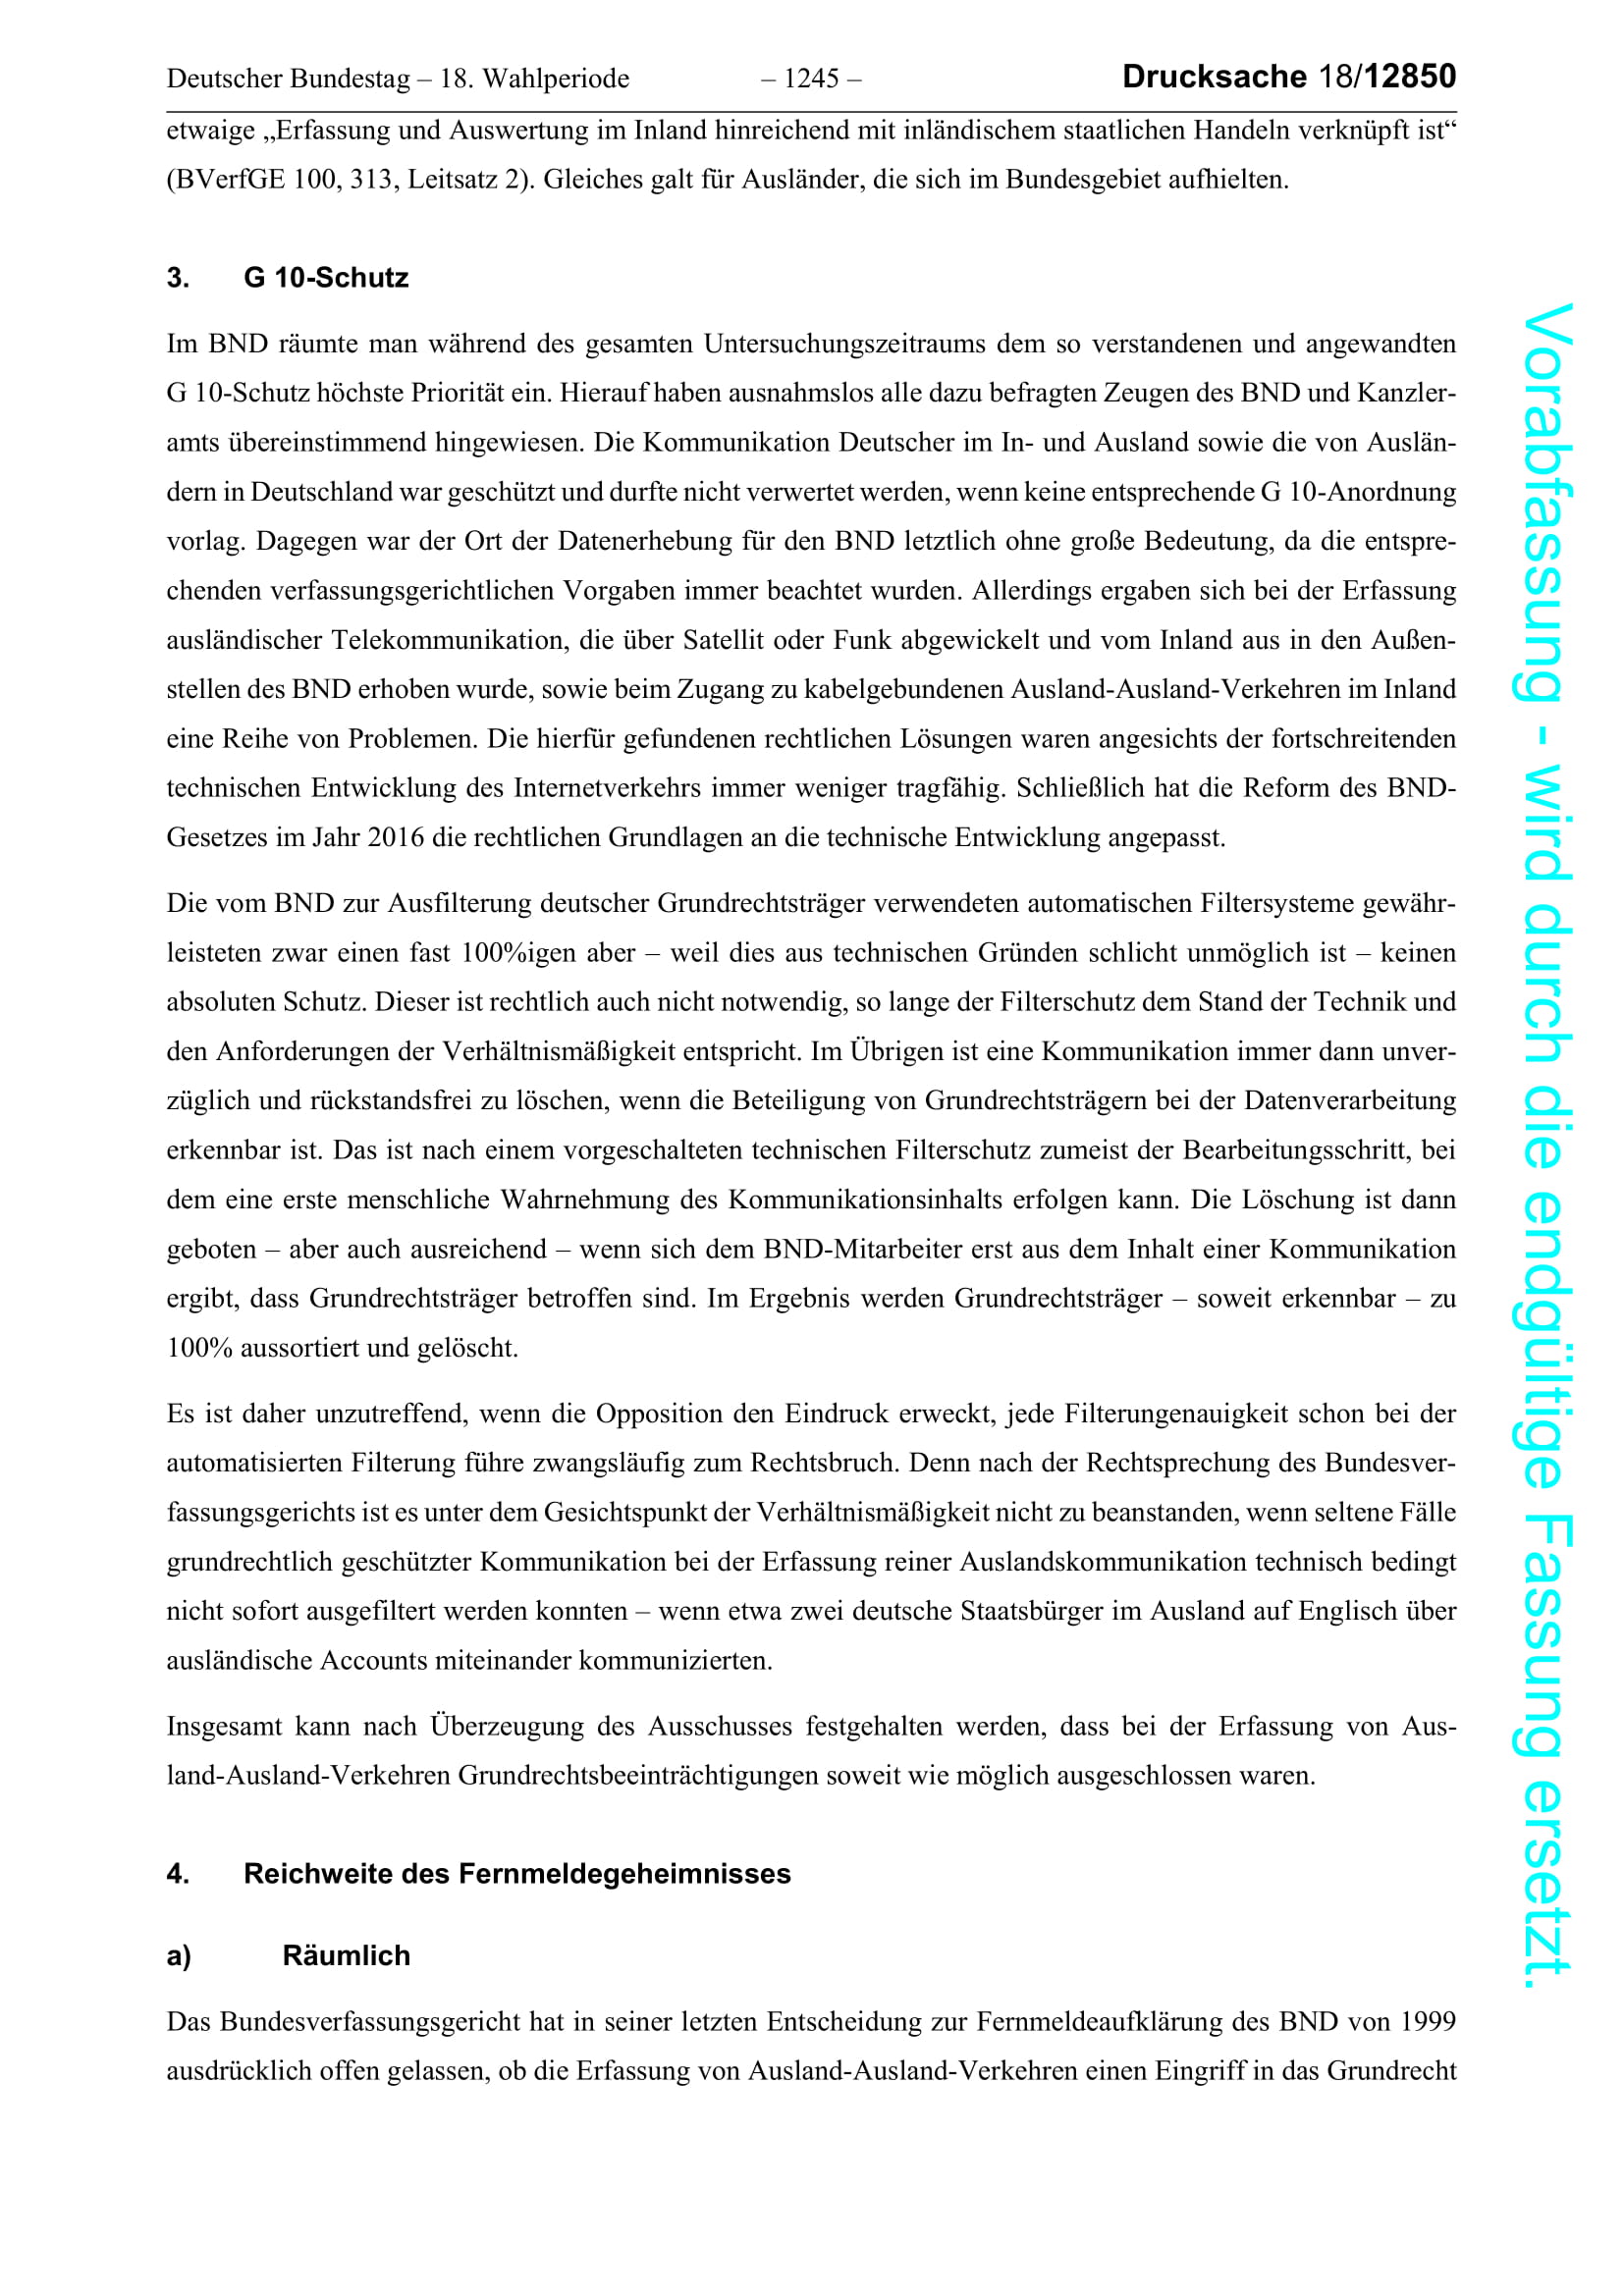 Deutscher Bundestag – 18. Wahlperiode – 1245 – Drucksache 18/12850
etwaige „Erfassung und Auswertung im Inland hinreichend mit inländischem staatlichen Handeln verknüpft ist“
(BVerfGE 100, 313, Leitsatz 2). Gleiches galt für Ausländer, die sich im Bundesgebiet aufhielten.
3. G 10-Schutz
Im BND räumte man während des gesamten Untersuchungszeitraums dem so verstandenen und angewandten
G 10-Schutz höchste Priorität ein. Hierauf haben ausnahmslos alle dazu befragten Zeugen des BND und Kanzler-
amts übereinstimmend hingewiesen. Die Kommunikation Deutscher im In- und Ausland sowie die von Auslän-
dern in Deutschland war geschützt und durfte nicht verwertet werden, wenn keine entsprechende G 10-Anordnung
vorlag. Dagegen war der Ort der Datenerhebung für den BND letztlich ohne große Bedeutung, da die entspre-
chenden verfassungsgerichtlichen Vorgaben immer beachtet wurden. Allerdings ergaben sich bei der Erfassung
ausländischer Telekommunikation, die über Satellit oder Funk abgewickelt und vom Inland aus in den Außen-
stellen des BND erhoben wurde, sowie beim Zugang zu kabelgebundenen Ausland-Ausland-Verkehren im Inland
eine Reihe von Problemen. Die hierfür gefundenen rechtlichen Lösungen waren angesichts der fortschreitenden
technischen Entwicklung des Internetverkehrs immer weniger tragfähig. Schließlich hat die Reform des BND-
Gesetzes im Jahr 2016 die rechtlichen Grundlagen an die technische Entwicklung angepasst.
Die vom BND zur Ausfilterung deutscher Grundrechtsträger verwendeten automatischen Filtersysteme gewähr-
leisteten zwar einen fast 100%igen aber – weil dies aus technischen Gründen schlicht unmöglich ist – keinen
absoluten Schutz. Dieser ist rechtlich auch nicht notwendig, so lange der Filterschutz dem Stand der Technik und
den Anforderungen der Verhältnismäßigkeit entspricht. Im Übrigen ist eine Kommunikation immer dann unver-
züglich und rückstandsfrei zu löschen, wenn die Beteiligung von Grundrechtsträgern bei der Datenverarbeitung
erkennbar ist. Das ist nach einem vorgeschalteten technischen Filterschutz zumeist der Bearbeitungsschritt, bei
dem eine erste menschliche Wahrnehmung des Kommunikationsinhalts erfolgen kann. Die Löschung ist dann
geboten – aber auch ausreichend – wenn sich dem BND-Mitarbeiter erst aus dem Inhalt einer Kommunikation
ergibt, dass Grundrechtsträger betroffen sind. Im Ergebnis werden Grundrechtsträger – soweit erkennbar – zu
100% aussortiert und gelöscht.
Es ist daher unzutreffend, wenn die Opposition den Eindruck erweckt, jede Filterungenauigkeit schon bei der
automatisierten Filterung führe zwangsläufig zum Rechtsbruch. Denn nach der Rechtsprechung des Bundesver-
fassungsgerichts ist es unter dem Gesichtspunkt der Verhältnismäßigkeit nicht zu beanstanden, wenn seltene Fälle
grundrechtlich geschützter Kommunikation bei der Erfassung reiner Auslandskommunikation technisch bedingt
nicht sofort ausgefiltert werden konnten – wenn etwa zwei deutsche Staatsbürger im Ausland auf Englisch über
ausländische Accounts miteinander kommunizierten.
Insgesamt kann nach Überzeugung des Ausschusses festgehalten werden, dass bei der Erfassung von Aus-
land-Ausland-Verkehren Grundrechtsbeeinträchtigungen soweit wie möglich ausgeschlossen waren.
4. Reichweite des Fernmeldegeheimnisses
a) Räumlich
Das Bundesverfassungsgericht hat in seiner letzten Entscheidung zur Fernmeldeaufklärung des BND von 1999
ausdrücklich offen gelassen, ob die Erfassung von Ausland-Ausland-Verkehren einen Eingriff in das Grundrecht
Vorabfassung - wird durch die endgültige Fassung ersetzt.